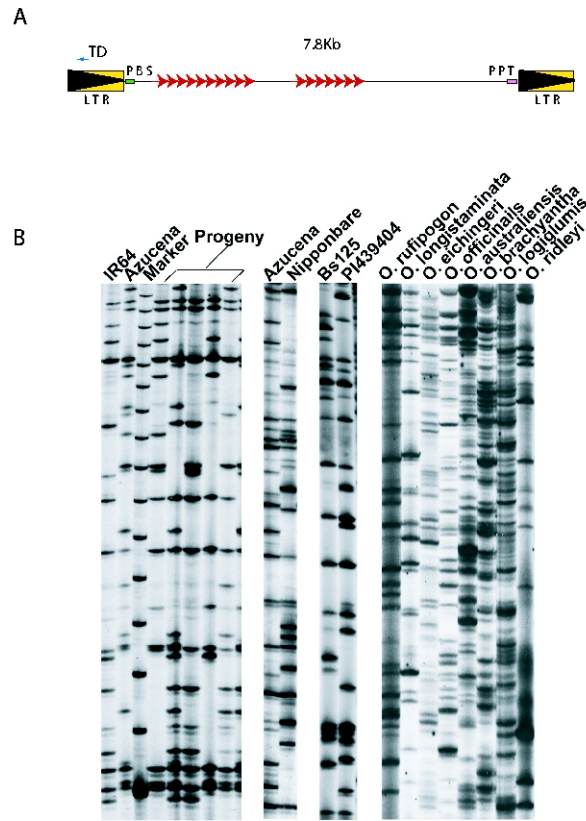 A
TD
7.8Kb
PBS
PPT
LTR
LTR
B
IR64
Azucena
Marker
Progeny
Azucena
Nipponbare
Bs125
PI439404
O. rufipogon
O. longistaminata
O. eichingeri
O. officinalis
O. australiensis
O. brachyantha
O. logiglumis
O. ridleyi